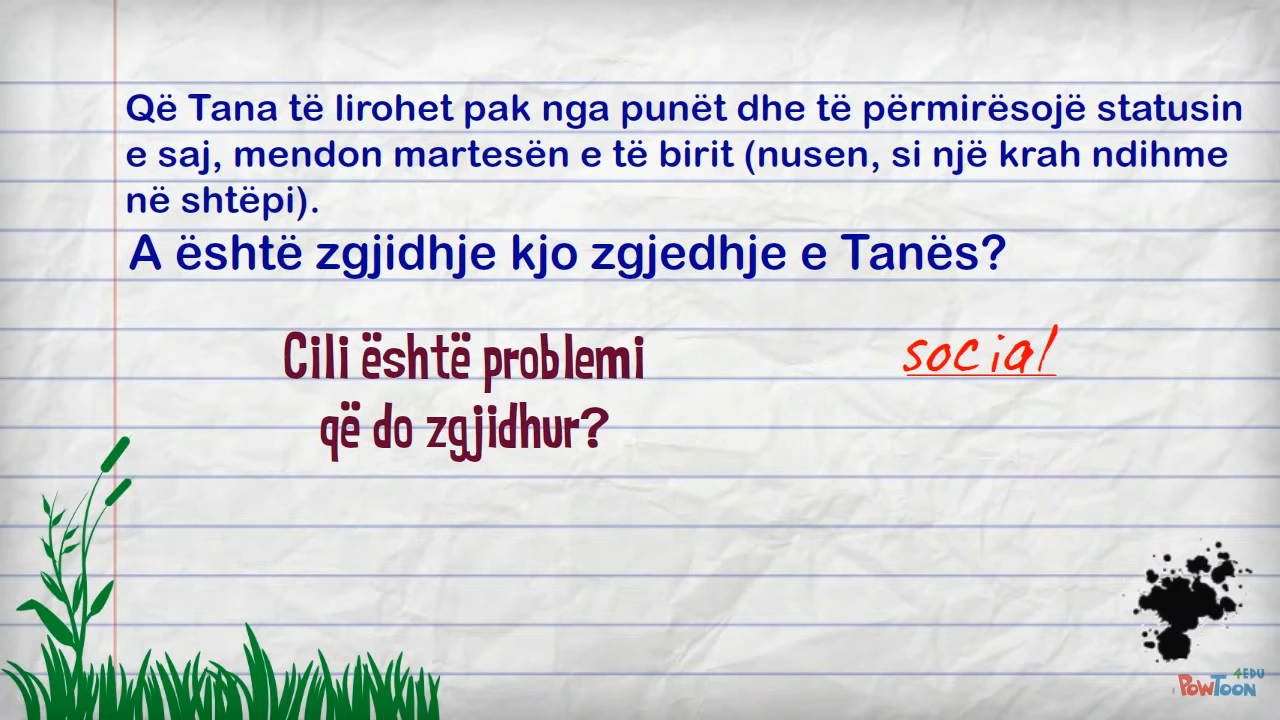 Që Tana të lirohet pak nga punët dhe të përmirësojë statusin
e saj, mendon martesën e të birit (nusen, si një krah ndihme
në shtëpi).
A është zgjidhje kjo zgjedhje e Tanës?
Cili është problemi
që do zgjidhur?
social
4EDU
POWTOON